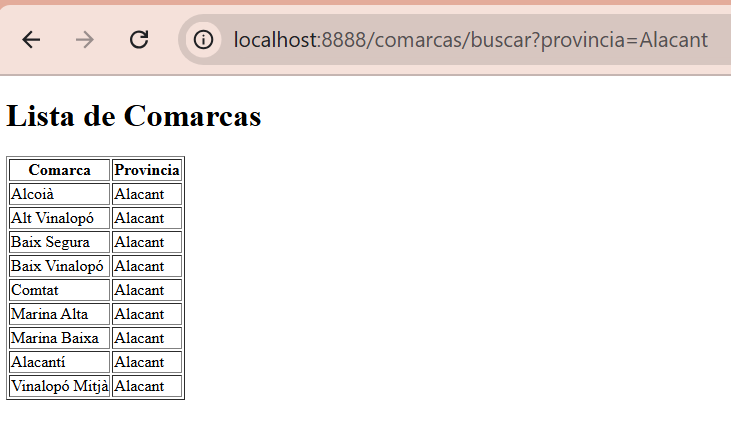 localhost:8888/comarcas/buscar?provincia=Alacant
Lista de Comarcas
Comarca Provincia
Alcoià Alacant
Alt Vinalopó Alacant
Baix Segura Alacant
Baix Vinalopó Alacant
Comtat Alacant
Marina Alta Alacant
Marina Baixa Alacant
Alacantí Alacant
Vinalopó Mitjà Alacant